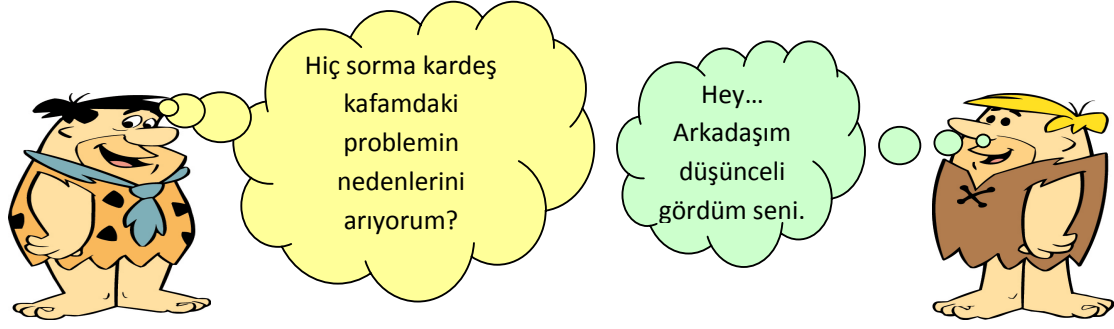 Hiç sorma kardeş
kafamdaki
problemin
nedenlerini
arıyorum?
Hey…
Arkadaşım
düşünceli
gördüm seni.